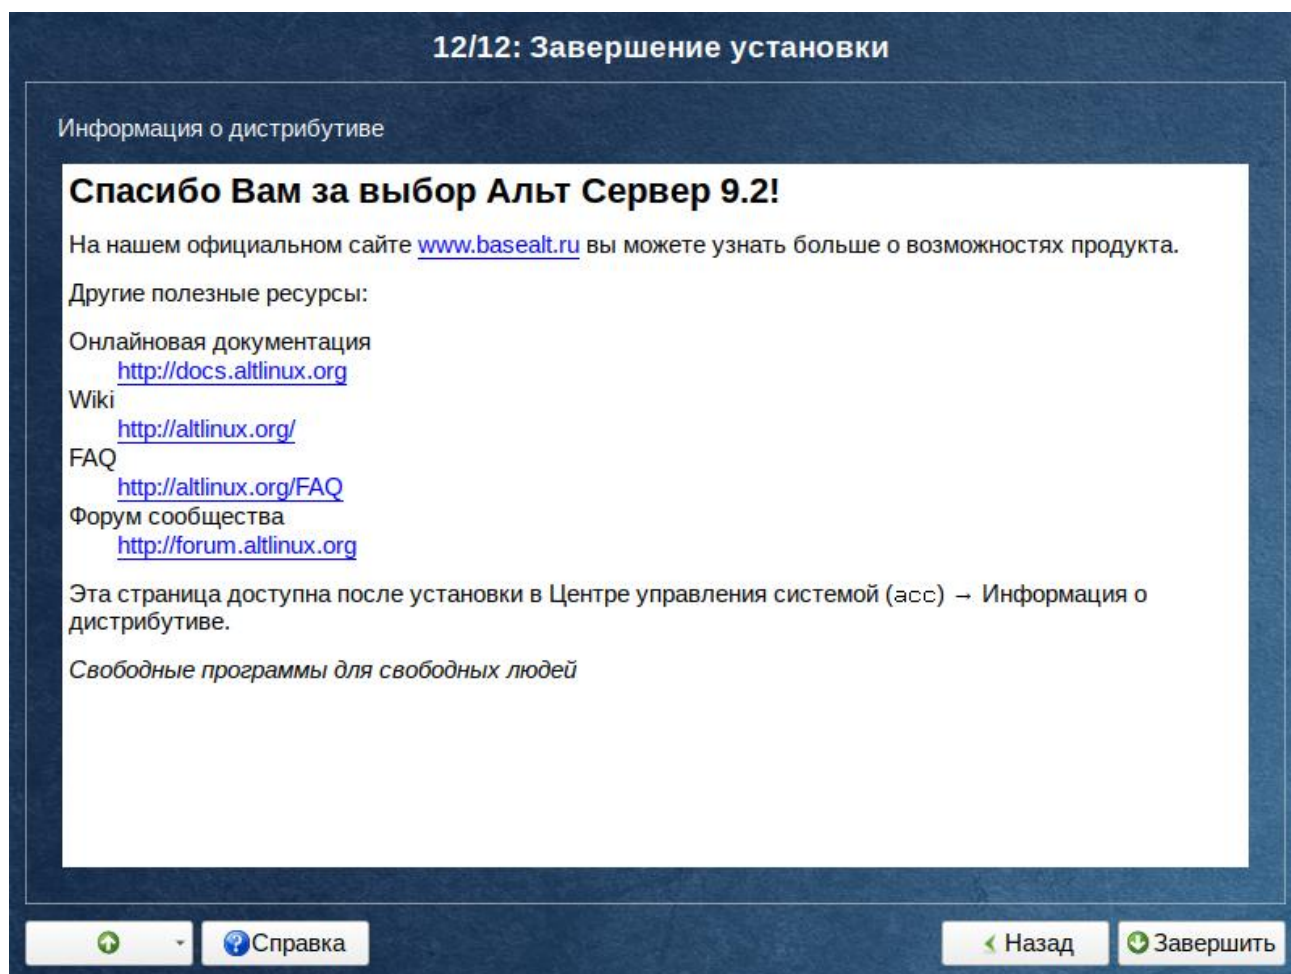 12/12: Завершение установки
Информация о дистрибутиве
Спасибо Вам за выбор Альт Сервер 9.2!
На нашем официальном сайте www.basealt.ru вы можете узнать больше о возможностях продукта.
Другие полезные ресурсы:
Онлайновая документация
http://docs.altlinux.org
Wiki
http://altlinux.org/
FAQ
http://altlinux.org/FAQ
Форум сообщества
http://forum.altlinux.org
Эта страница доступна после установки в Центре управления системой (acc) → Информация о
дистрибутиве.
Свободные программы для свободных людей
Справка
Назад
Завершить